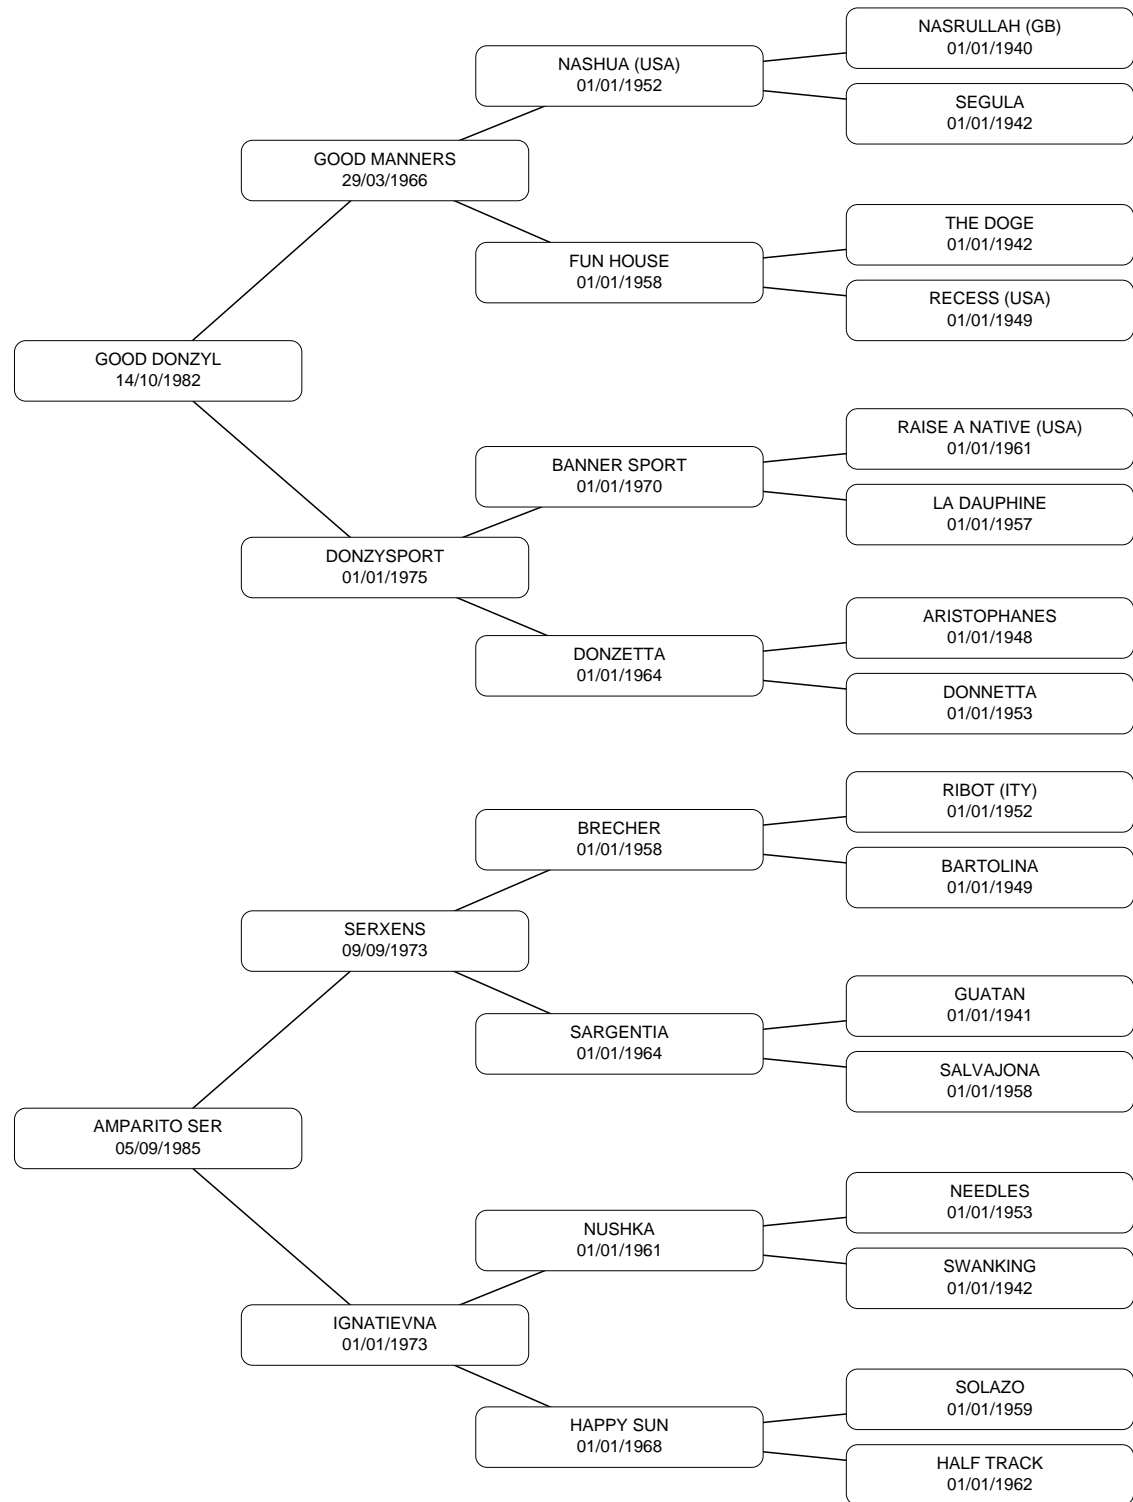 NASRULLAH (GB)
01/01/1940
NASHUA (USA)
01/01/1952
SEGULA
01/01/1942
GOOD MANNERS
29/03/1966
THE DOGE
01/01/1942
FUN HOUSE
01/01/1958
RECESS (USA)
01/01/1949
GOOD DONZYL
14/10/1982
RAISE A NATIVE (USA)
01/01/1961
BANNER SPORT
01/01/1970
LA DAUPHINE
01/01/1957
DONZYSPORT
01/01/1975
ARISTOPHANES
01/01/1948
DONZETTA
01/01/1964
DONNETTA
01/01/1953
RIBOT (ITY)
01/01/1952
BRECHER
01/01/1958
BARTOLINA
01/01/1949
SERXENS
09/09/1973
GUATAN
01/01/1941
SARGENTIA
01/01/1964
SALVAJONA
01/01/1958
AMPARITO SER
05/09/1985
NEEDLES
01/01/1953
NUSHKA
01/01/1961
SWANKING
01/01/1942
IGNATIEVNA
01/01/1973
SOLAZO
01/01/1959
HAPPY SUN
01/01/1968
HALF TRACK
01/01/1962